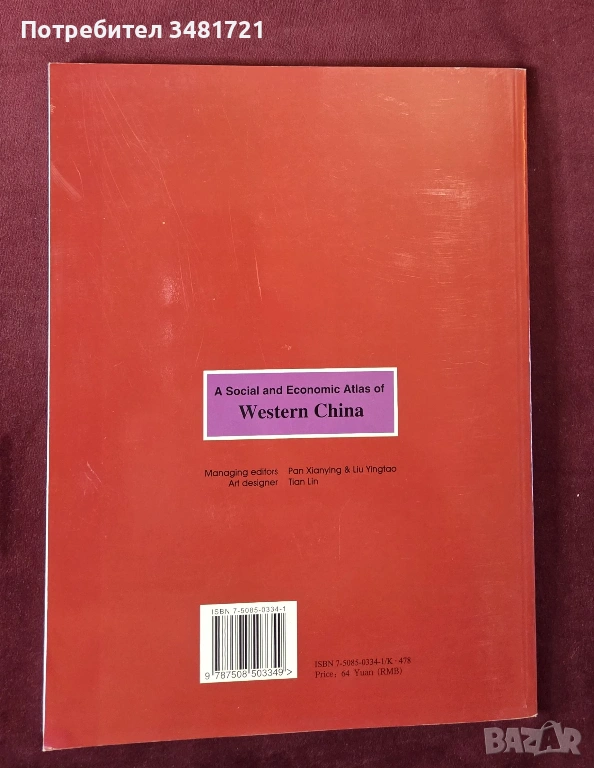 Потребител 3481721
A Social and Economic Atlas of
Western China
Managing editors Pan Xianying & Liu Yingtao
Art designer Tian Lin
ISBN 7-5085-0334-1
9 787508 503349 >
ISBN 7-5085-0334-1/K · 478
Price: 64 Yuan (RMB)
BAZAR